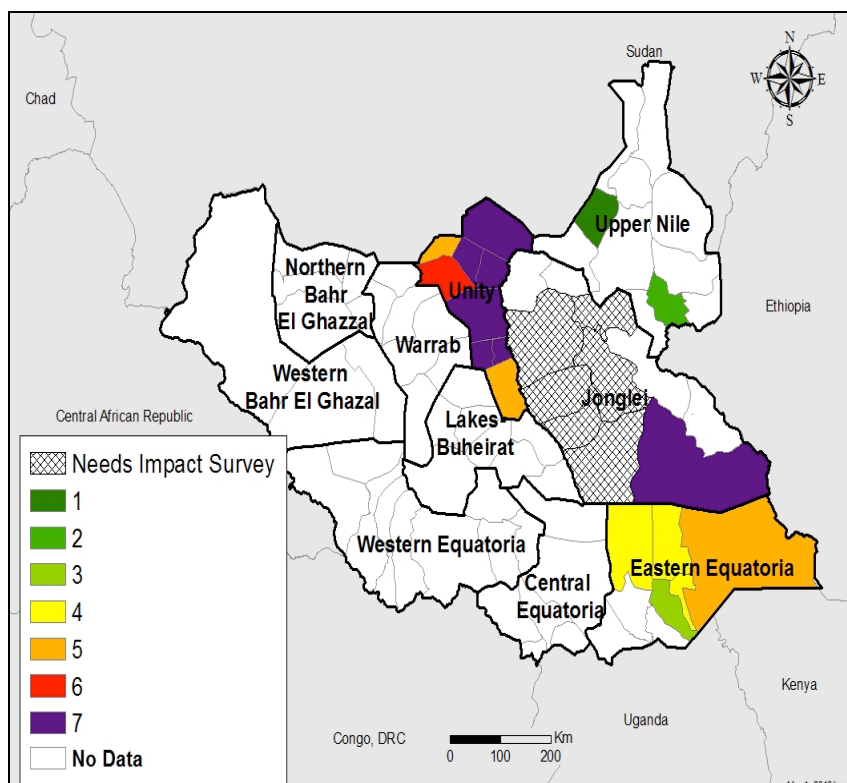 Sudan
N
W E
S
Chad
Upper Nile
Northern
Bahr
El Ghazzal
Unity
Ethiopia
Warrab
Western
Bahr El Ghazal
Jonglei
Central African Republic
Lakes
Buheirat
Needs Impact Survey
1
2
3
4
5
6
7
No Data
Western Equatoria
Eastern Equatoria
Central
Equatoria
Kenya
Uganda
Congo, DRC
Km
0 100 200